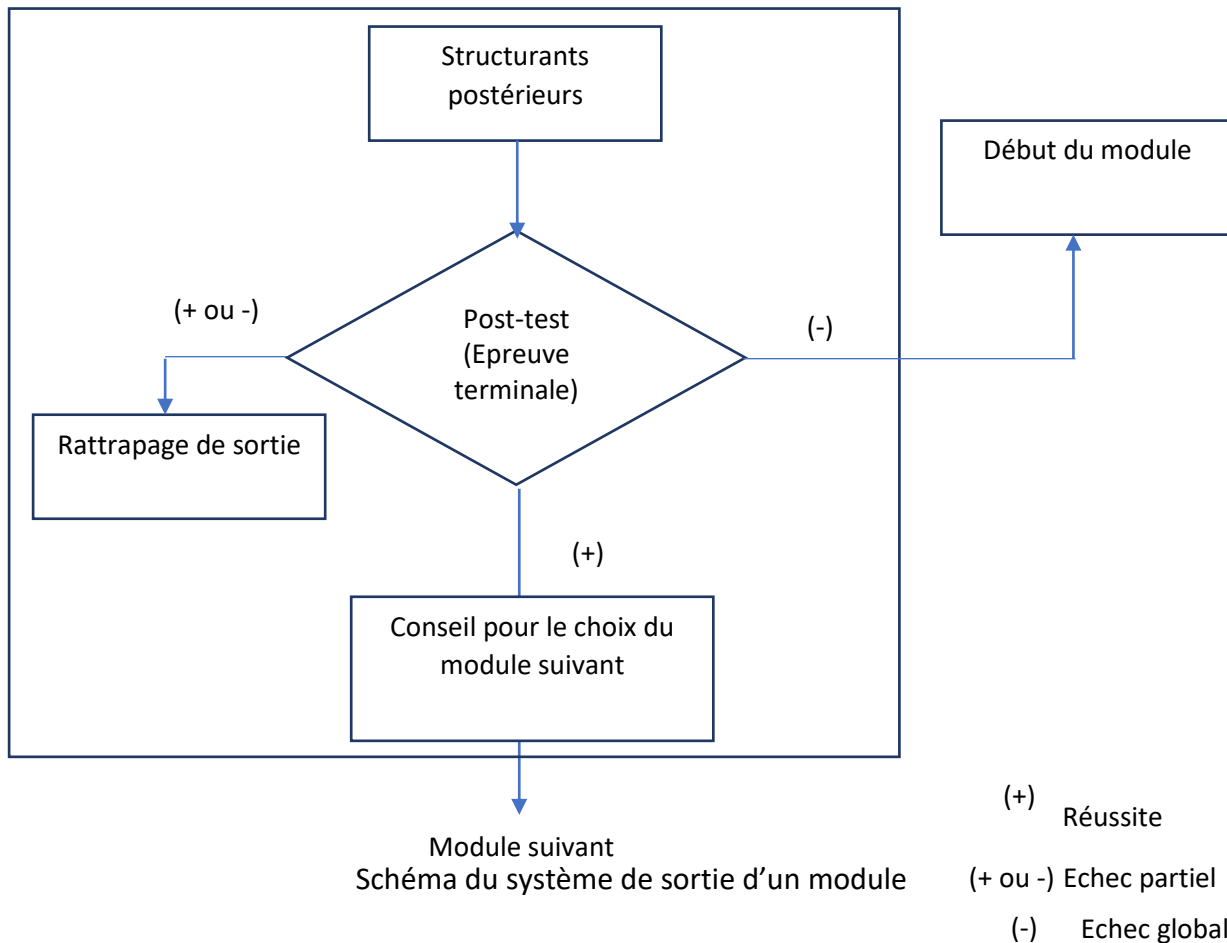 Structurants
postérieurs
Début du module
(+ ou -)
Post-test
(Epreuve
terminale)
(-)
Rattrapage de sortie
(+)
Conseil pour le choix du
module suivant
Module suivant
Schéma du système de sortie d’un module
(+)
Réussite
(+ ou -) Echec partiel
(-) Echec global